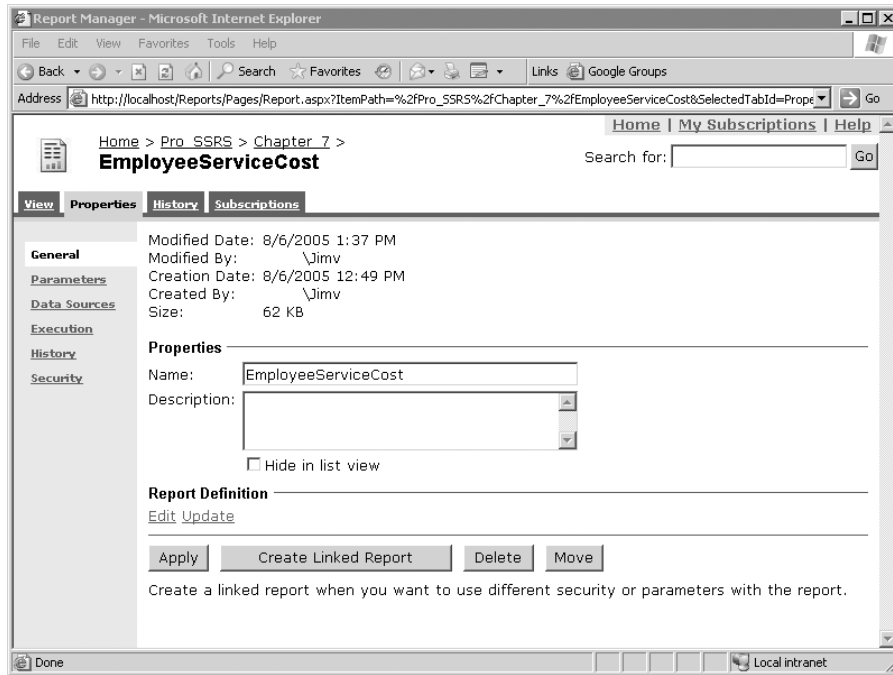 Report Manager - Microsoft Internet Explorer
File Edit View Favorites Tools Help
Back Search Favorites Links Google Groups
Address http://localhost/Reports/Pages/Report.aspx?ItemPath=%2fPro_SSRS%2fChapter_7%2fEmployeeServiceCost&SelectedTabId=Prope Go
Home | My Subscriptions | Help
Home > Pro_SSRS > Chapter_7 >
EmployeeServiceCost
Search for: Go
View Properties History Subscriptions
General
Parameters
Data Sources
Execution
History
Security
Modified Date: 8/6/2005 1:37 PM
Modified By: \Jimv
Creation Date: 8/6/2005 12:49 PM
Created By: \Jimv
Size: 62 KB
Properties
Name: EmployeeServiceCost
Description:
Hide in list view
Report Definition
Edit Update
Apply Create Linked Report Delete Move
Create a linked report when you want to use different security or parameters with the report.
Done Local intranet